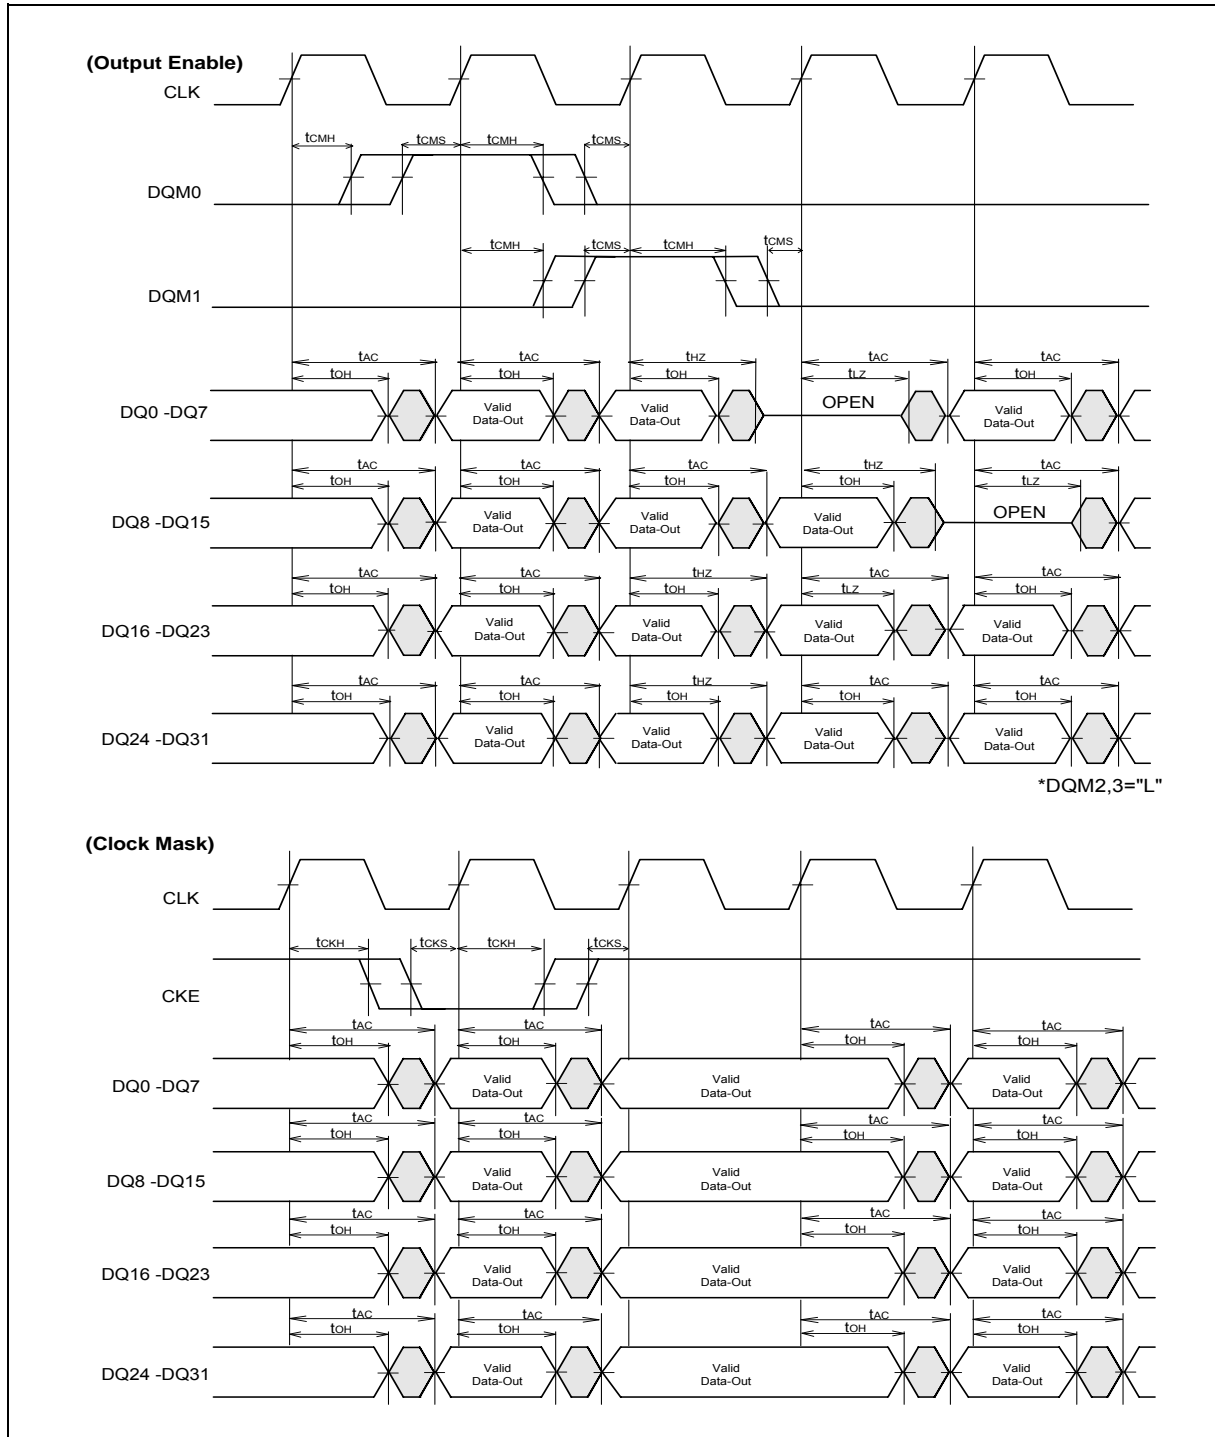 (Output Enable)
CLK
tCMH tCMS tCMH tCMS
DQM0
tCMH tCMS tCMH tCMS
DQM1
tAC tAC tHZ tAC tAC
tOH tOH tOH tLZ tOH
DQ0 -DQ7 Valid Data-Out Valid Data-Out OPEN Valid Data-Out
tAC tAC tAC tHZ tAC
tOH tOH tOH tOH tLZ
DQ8 -DQ15 Valid Data-Out Valid Data-Out Valid Data-Out OPEN
tAC tAC tHZ tAC tAC
tOH tOH tOH tLZ tOH
DQ16 -DQ23 Valid Data-Out Valid Data-Out Valid Data-Out Valid Data-Out
tAC tAC tHZ tAC tAC
tOH tOH tOH tOH tOH
DQ24 -DQ31 Valid Data-Out Valid Data-Out Valid Data-Out Valid Data-Out
*DQM2,3="L"
(Clock Mask)
CLK
tCKH tCKS tCKH tCKS
CKE
tAC tAC tAC tAC
tOH tOH tOH tOH
DQ0 -DQ7 Valid Data-Out Valid Data-Out Valid Data-Out
tAC tAC tAC tAC
tOH tOH tOH tOH
DQ8 -DQ15 Valid Data-Out Valid Data-Out Valid Data-Out
tAC tAC tAC tAC
tOH tOH tOH tOH
DQ16 -DQ23 Valid Data-Out Valid Data-Out Valid Data-Out
tAC tAC tAC tAC
tOH tOH tOH tOH
DQ24 -DQ31 Valid Data-Out Valid Data-Out Valid Data-Out